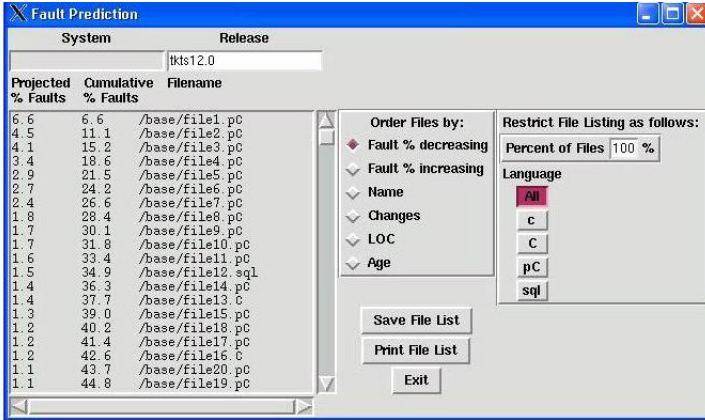 Fault Prediction
System Release
tkts12.0
Projected Cumulative Filename
% Faults % Faults
6.6 6.6 /base/file1.pC
4.5 11.1 /base/file2.pC
4.1 15.2 /base/file3.pC
3.4 18.6 /base/file4.pC
2.9 21.5 /base/file5.pC
2.7 24.2 /base/file6.pC
2.4 26.6 /base/file7.pC
1.8 28.4 /base/file8.pC
1.7 30.1 /base/file9.pC
1.7 31.8 /base/file10.pC
1.6 33.4 /base/file11.pC
1.5 34.9 /base/file12.sql
1.4 36.3 /base/file14.pC
1.4 37.7 /base/file13.C
1.3 39.0 /base/file15.pC
1.2 40.2 /base/file18.pC
1.2 41.4 /base/file17.pC
1.2 42.6 /base/file16.C
1.1 43.7 /base/file20.pC
1.1 44.8 /base/file19.pC
Order Files by:
Fault % decreasing
Fault % increasing
Name
Changes
LOC
Age
Restrict File Listing as follows:
Percent of Files 100 %
Language
All
c
C
pC
sql
Save File List
Print File List
Exit